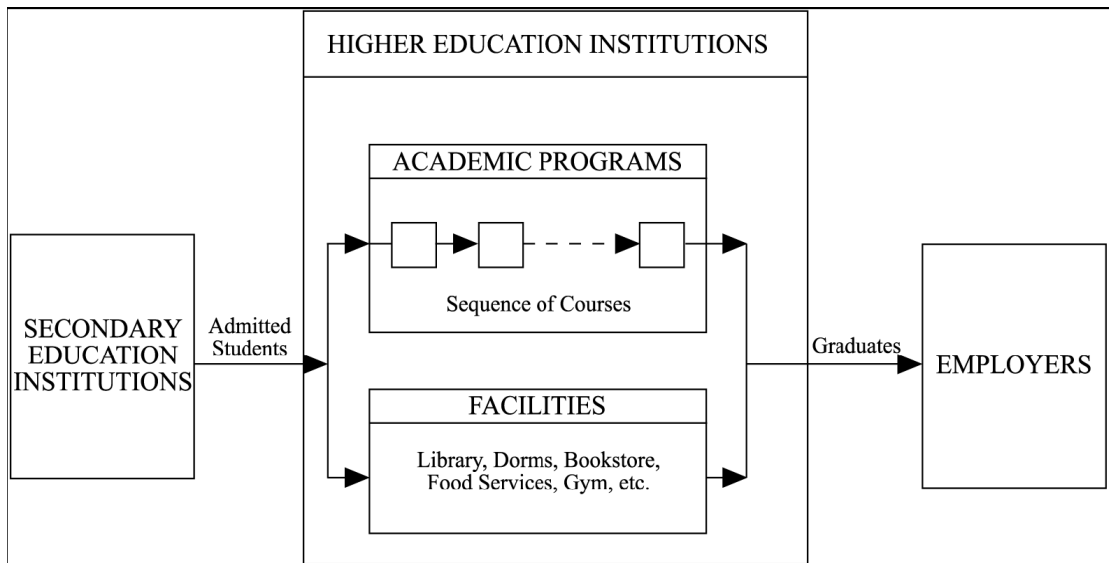 HIGHER EDUCATION INSTITUTIONS
ACADEMIC PROGRAMS
Sequence of Courses
SECONDARY
EDUCATION
INSTITUTIONS
Admitted
Students
FACILITIES
Library, Dorms, Bookstore,
Food Services, Gym, etc.
Graduates
EMPLOYERS